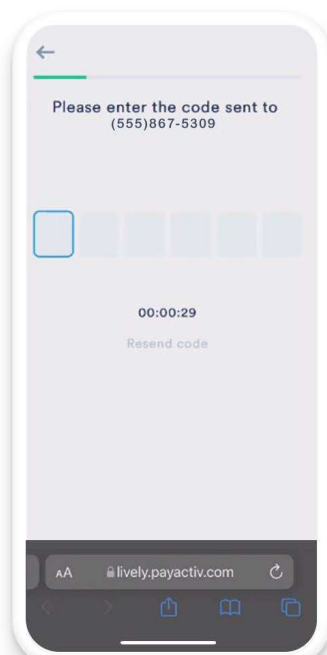 Please enter the code sent to
(555)867-5309
00:00:29
Resend code
AA lively.payactiv.com